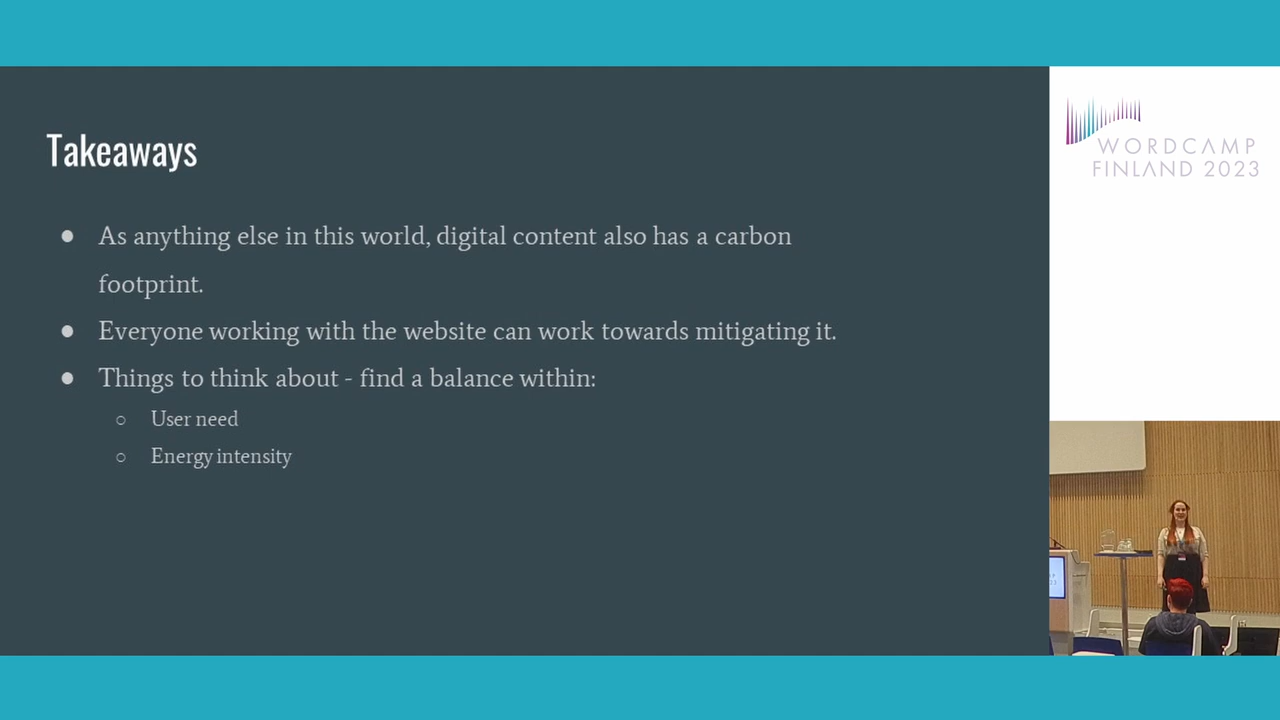 Takeaways
● As anything else in this world, digital content also has a carbon
footprint.
● Everyone working with the website can work towards mitigating it.
● Things to think about - find a balance within:
○ User need
○ Energy intensity
WORDCAMP
FINLAND 2023